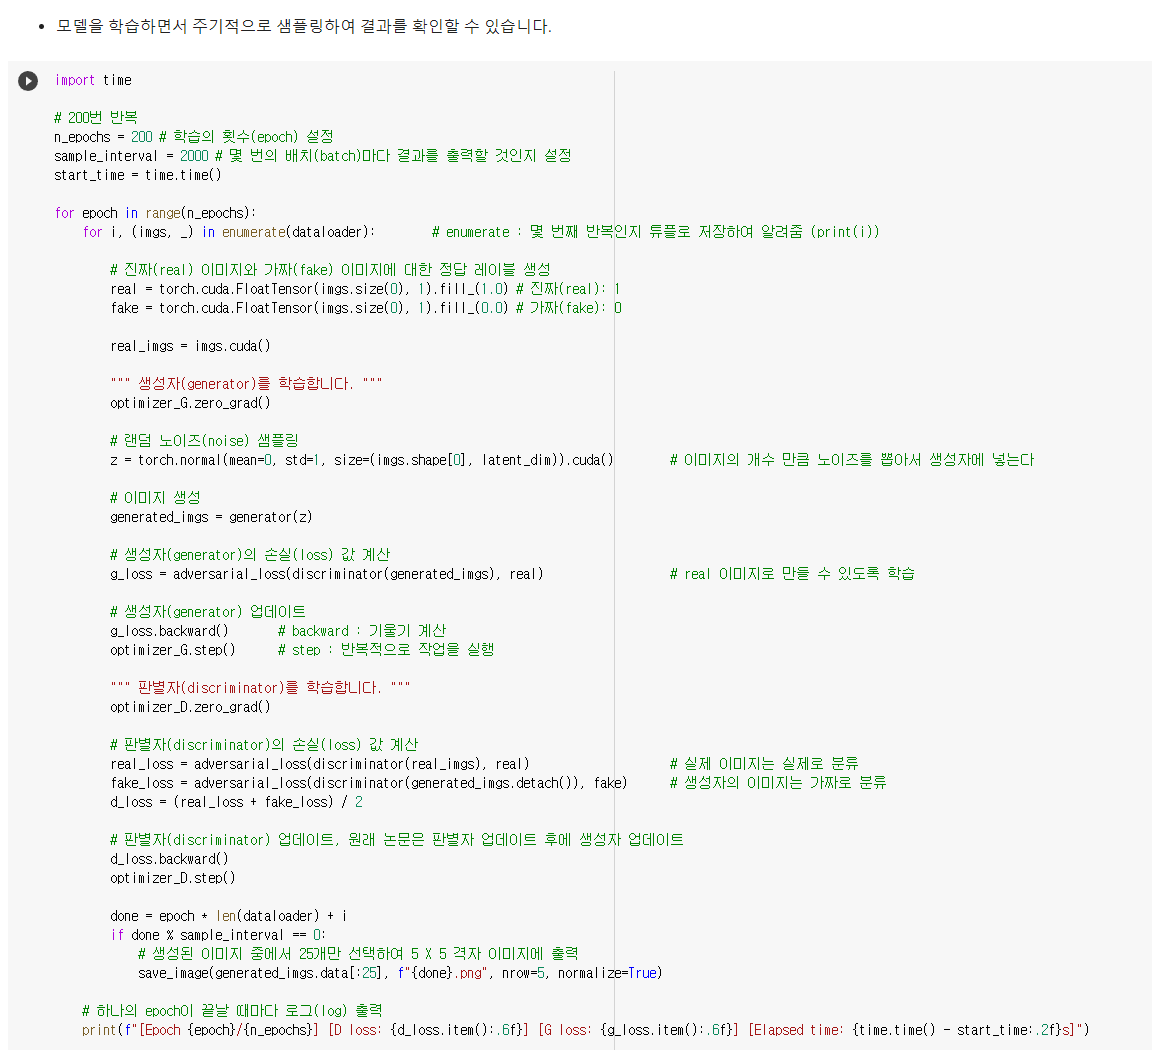 • 모델을 학습하면서 주기적으로 샘플링하여 결과를 확인할 수 있습니다.
import time
# 200번 반복
n_epochs = 200 # 학습의 횟수(epoch) 설정
sample_interval = 2000 # 몇 번의 배치(batch)마다 결과를 출력할 것인지 설정
start_time = time.time()
for epoch in range(n_epochs):
    for i, (imgs, _) in enumerate(dataloader):        # enumerate : 몇 번째 반복인지 튜플로 저장하여 알려줌 (print(i))
        # 진짜(real) 이미지와 가짜(fake) 이미지에 대한 정답 레이블 생성
        real = torch.cuda.FloatTensor(imgs.size(0), 1).fill_(1.0) # 진짜(real): 1
        fake = torch.cuda.FloatTensor(imgs.size(0), 1).fill_(0.0) # 가짜(fake): 0
        real_imgs = imgs.cuda()
        """ 생성자(generator)를 학습합니다. """
        optimizer_G.zero_grad()
        # 랜덤 노이즈(noise) 샘플링
        z = torch.normal(mean=0, std=1, size=(imgs.shape[0], latent_dim)).cuda()        # 이미지의 개수 만큼 노이즈를 뽑아서 생성자에 넣는다
        # 이미지 생성
        generated_imgs = generator(z)
        # 생성자(generator)의 손실(loss) 값 계산
        g_loss = adversarial_loss(discriminator(generated_imgs), real)                  # real 이미지로 만들 수 있도록 학습
        # 생성자(generator) 업데이트
        g_loss.backward()       # backward : 기울기 계산
        optimizer_G.step()      # step : 반복적으로 작업을 실행
        """ 판별자(discriminator)를 학습합니다. """
        optimizer_D.zero_grad()
        # 판별자(discriminator)의 손실(loss) 값 계산
        real_loss = adversarial_loss(discriminator(real_imgs), real)                    # 실제 이미지는 실제로 분류
        fake_loss = adversarial_loss(discriminator(generated_imgs.detach()), fake)      # 생성자의 이미지는 가짜로 분류
        d_loss = (real_loss + fake_loss) / 2
        # 판별자(discriminator) 업데이트, 원래 논문은 판별자 업데이트 후에 생성자 업데이트
        d_loss.backward()
        optimizer_D.step()
        done = epoch * len(dataloader) + i
        if done % sample_interval == 0:
            # 생성된 이미지 중에서 25개만 선택하여 5 X 5 격자 이미지에 출력
            save_image(generated_imgs.data[:25], f"{done}.png", nrow=5, normalize=True)
    # 하나의 epoch이 끝날 때마다 로그(log) 출력
    print(f"[Epoch {epoch}/{n_epochs}] [D loss: {d_loss.item():.6f}] [G loss: {g_loss.item():.6f}] [Elapsed time: {time.time() - start_time:.2f}s]")